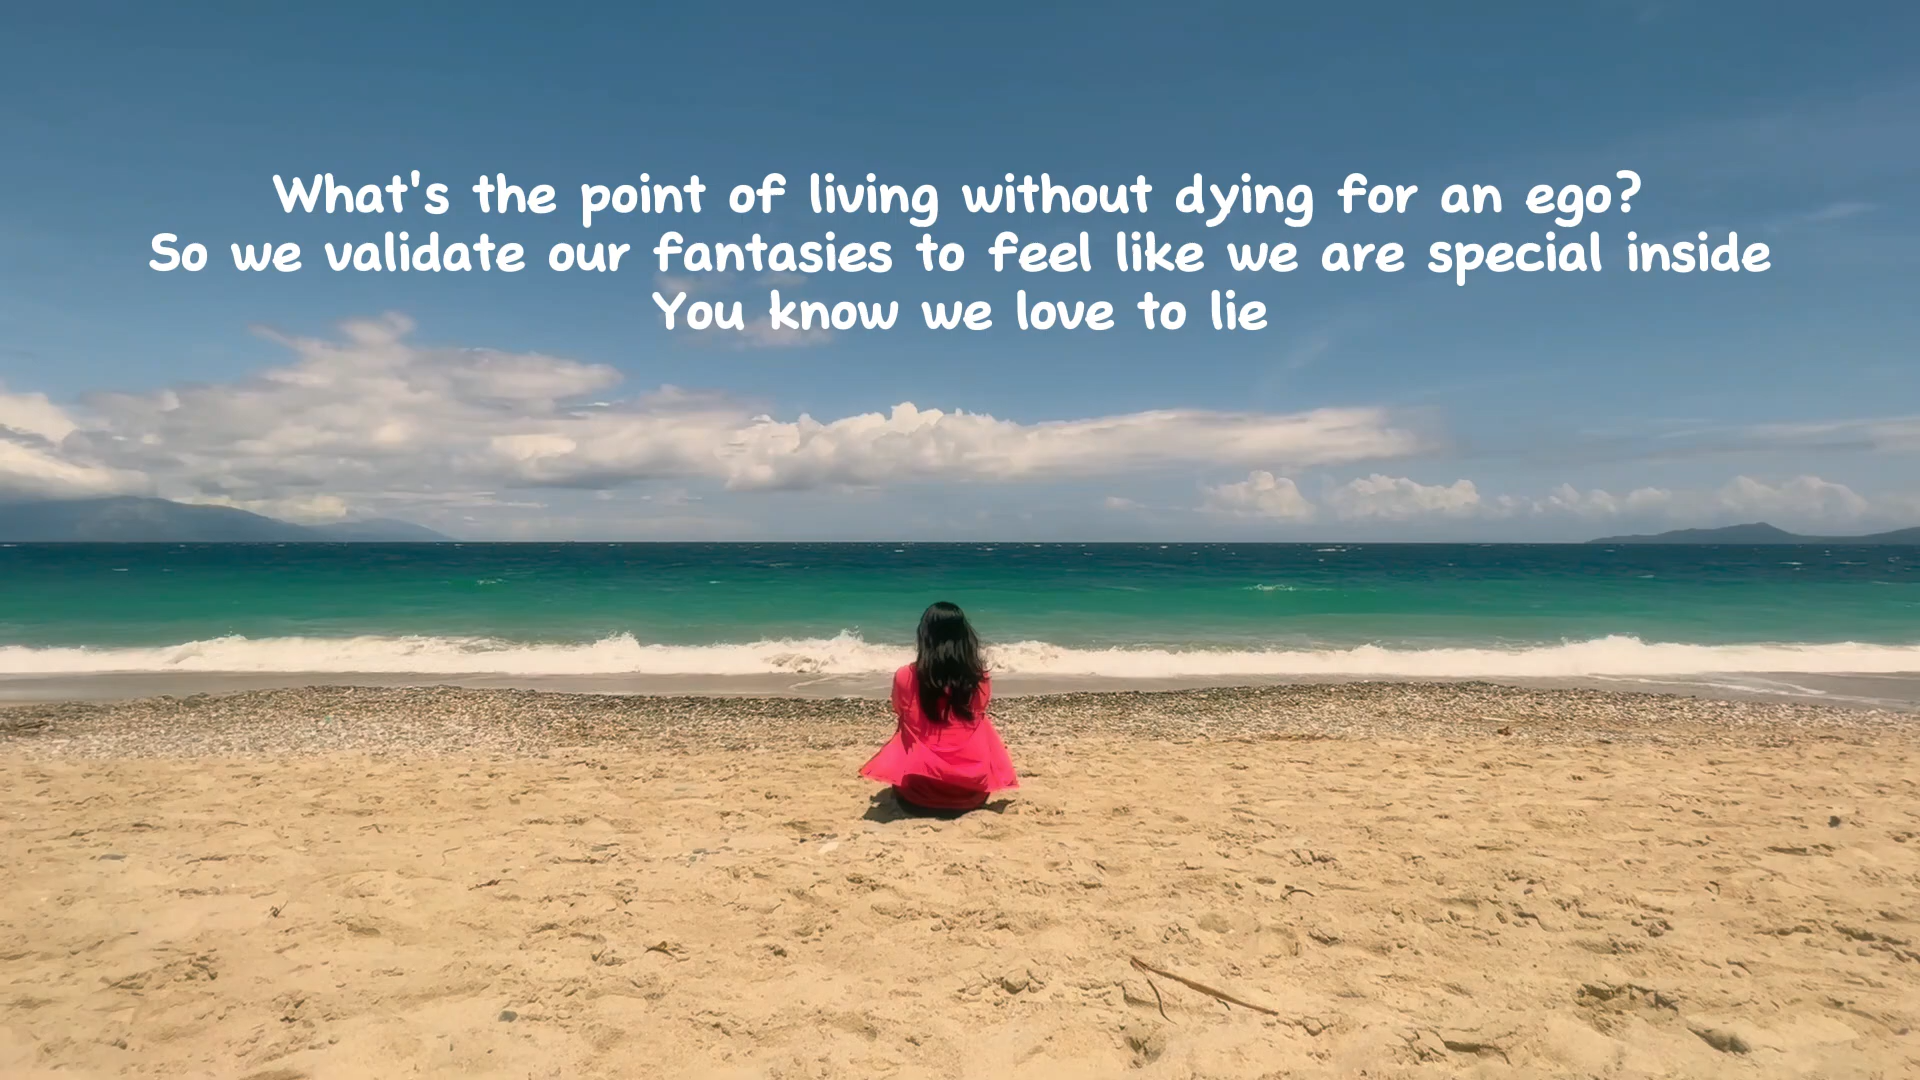 What's the point of living without dying for an ego?
So we validate our fantasies to feel like we are special inside
You know we love to lie